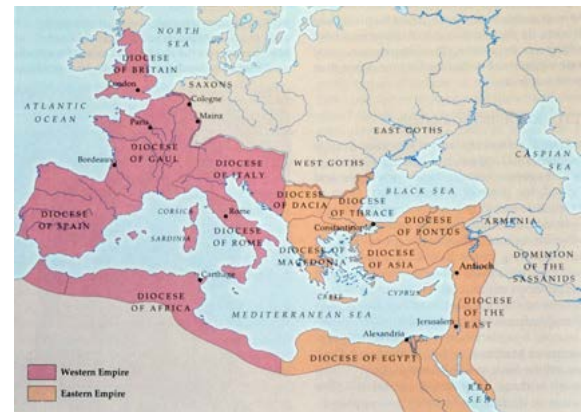 NORTH
SEA
DIOCESE
OF BRITAIN
London
SAXONS
Cologne
ATLANTIC
OCEAN
Paris
Mainz
EAST GOTHS
DIOCESE
OF GAUL
WEST GOTHS
CASPIAN
SEA
Bordeaux
DIOCESE
OF ITALY
BLACK SEA
DIOCESE
OF DACIA
DIOCESE
OF THRACE
DIOCESE
OF SPAIN
CORSICA
Rome
Constantinople
DIOCESE OF
PONTUS
ARMENIA
SARDINIA
DIOCESE
OF ROME
DIOCESE OF
MACEDONIA
DIOCESE
OF ASIA
DOMINION
OF THE
SASSANIDS
Carthage
Antioch
CRETE
CYPRUS
DIOCESE
OF AFRICA
DIOCESE
OF THE
EAST
MEDITERRANEAN SEA
Jerusalem
Alexandria
DIOCESE OF EGYPT
Western Empire
Eastern Empire
RED
SEA